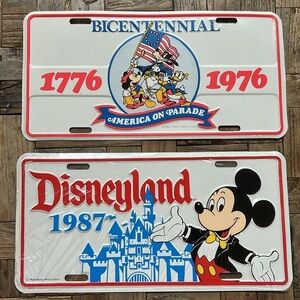 BICENTENNIAL
1776 1976
AMERICA ON PARADE
Disneyland
1987